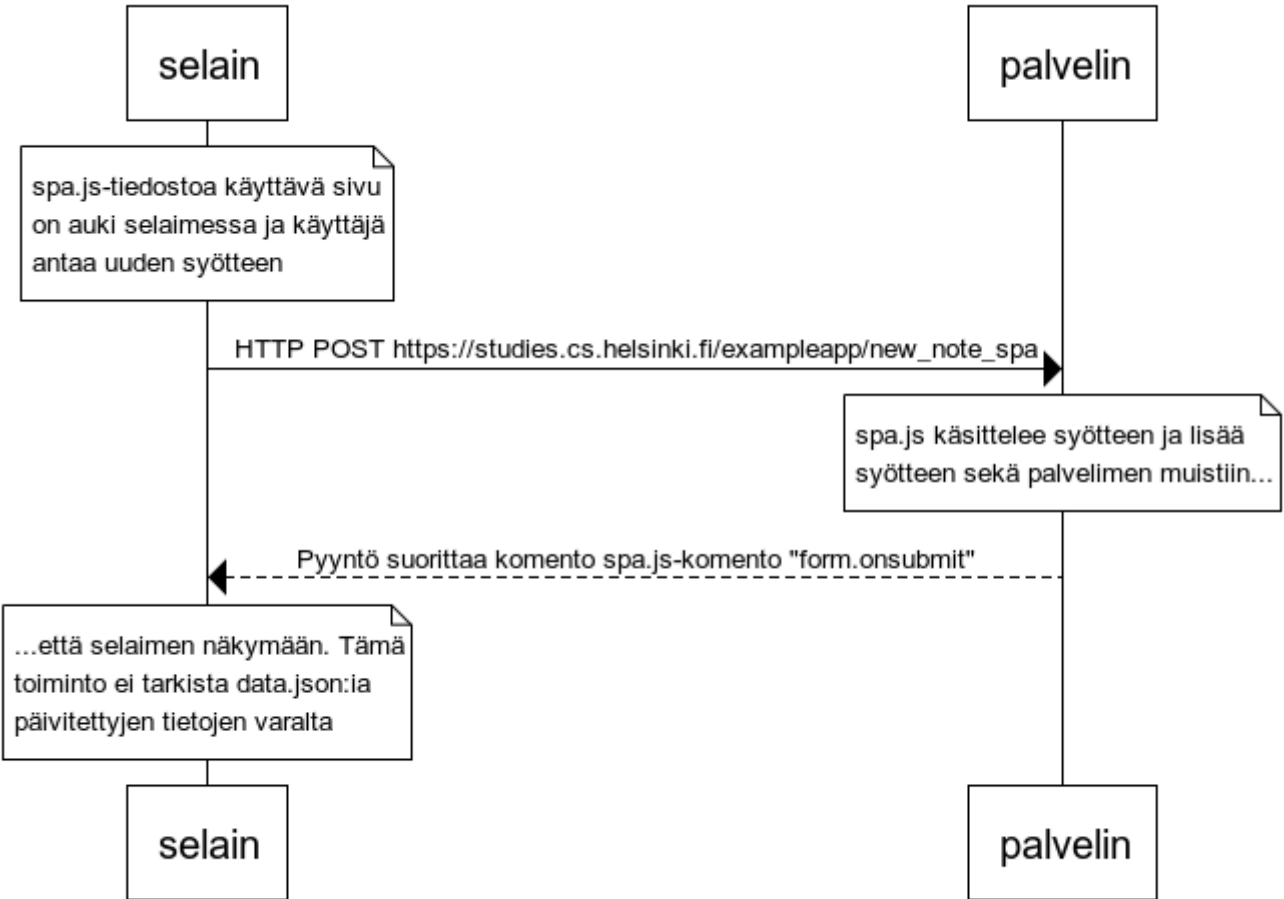 selain
palvelin
spa.js-tiedostoa käyttävä sivu
on auki selaimessa ja käyttäjä
antaa uuden syötteen
HTTP POST https://studies.cs.helsinki.fi/exampleapp/new_note_spa
spa.js käsittelee syötteen ja lisää
syötteen sekä palvelimen muistiin...
Pyyntö suorittaa komento spa.js-komento "form.onsubmit"
...että selaimen näkymään. Tämä
toiminto ei tarkista data.json:ia
päivitettyjen tietojen varalta
selain
palvelin